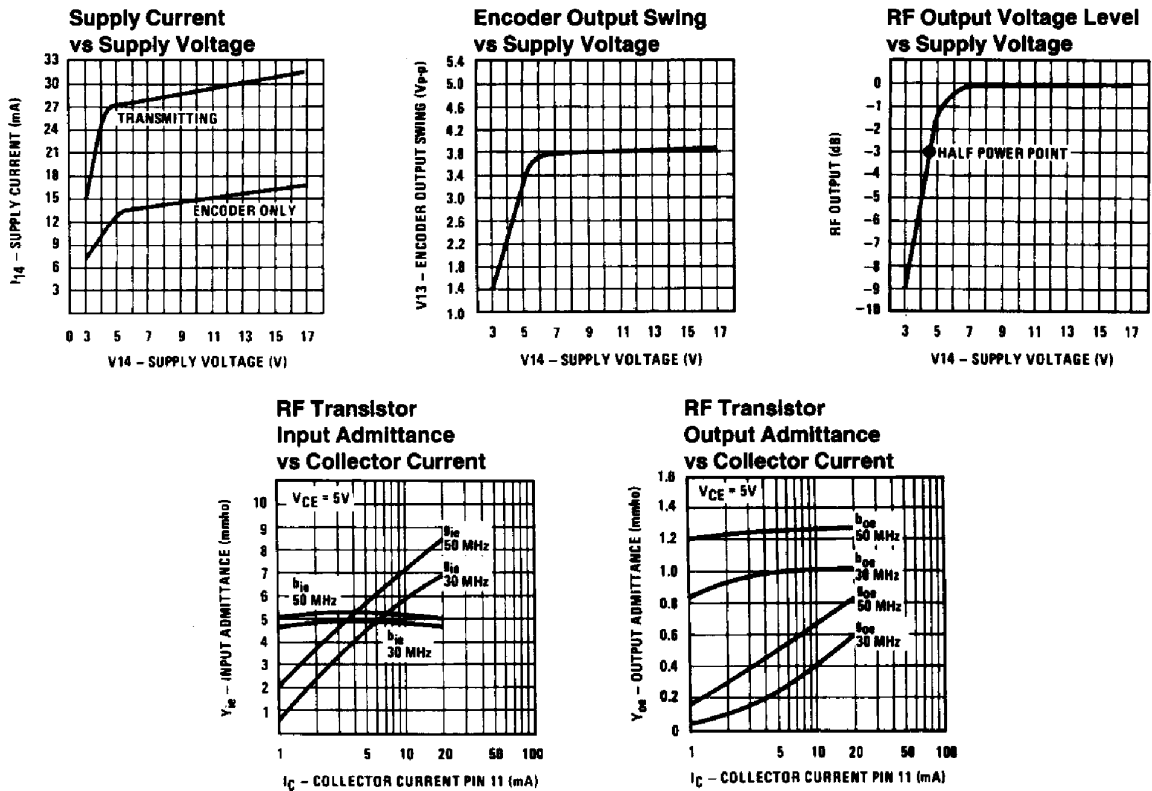 Supply Current
vs Supply Voltage
33
30
27
24
21
18
15
12
9
6
3
I14 – SUPPLY CURRENT (mA)
TRANSMITTING
ENCODER ONLY
0 3 5 7 9 11 13 15 17
V14 – SUPPLY VOLTAGE (V)
Encoder Output Swing
vs Supply Voltage
5.4
5.0
4.6
4.2
3.8
3.4
3.0
2.6
2.2
1.8
1.4
1.0
V13 – ENCODER OUTPUT SWING (Vp-p)
3 5 7 9 11 13 15 17
V14 – SUPPLY VOLTAGE (V)
RF Output Voltage Level
vs Supply Voltage
0
-1
-2
-3
-4
-5
-6
-7
-8
-9
-10
RF OUTPUT (dB)
HALF POWER POINT
3 5 7 9 11 13 15 17
V14 – SUPPLY VOLTAGE (V)
RF Transistor
Input Admittance
vs Collector Current
10
9
8
7
6
5
4
3
2
1
Yie – INPUT ADMITTANCE (mmho)
VCE = 5V
gie
50 MHz
gie
30 MHz
bie
50 MHz
bie
30 MHz
1 5 10 20 50 100
IC – COLLECTOR CURRENT PIN 11 (mA)
RF Transistor
Output Admittance
vs Collector Current
1.6
1.4
1.2
1.0
0.8
0.6
0.4
0.2
0
Yoe – OUTPUT ADMITTANCE (mmho)
VCE = 5V
boe
50 MHz
boe
30 MHz
goe
50 MHz
goe
30 MHz
1 5 10 20 50 100
IC – COLLECTOR CURRENT PIN 11 (mA)